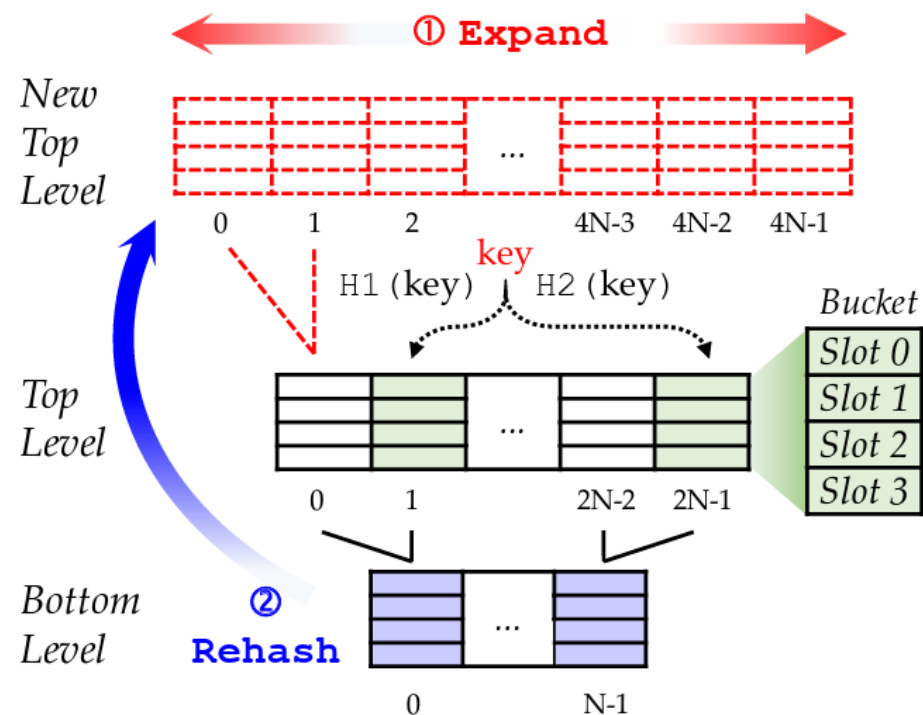 ① Expand
New
Top
Level
...
0 1 2 4N-3 4N-2 4N-1
key
H1(key) H2(key)
Bucket
Slot 0
Slot 1
Slot 2
Slot 3
Top
Level
...
0 1 2N-2 2N-1
Bottom
Level
②
Rehash
...
0 N-1